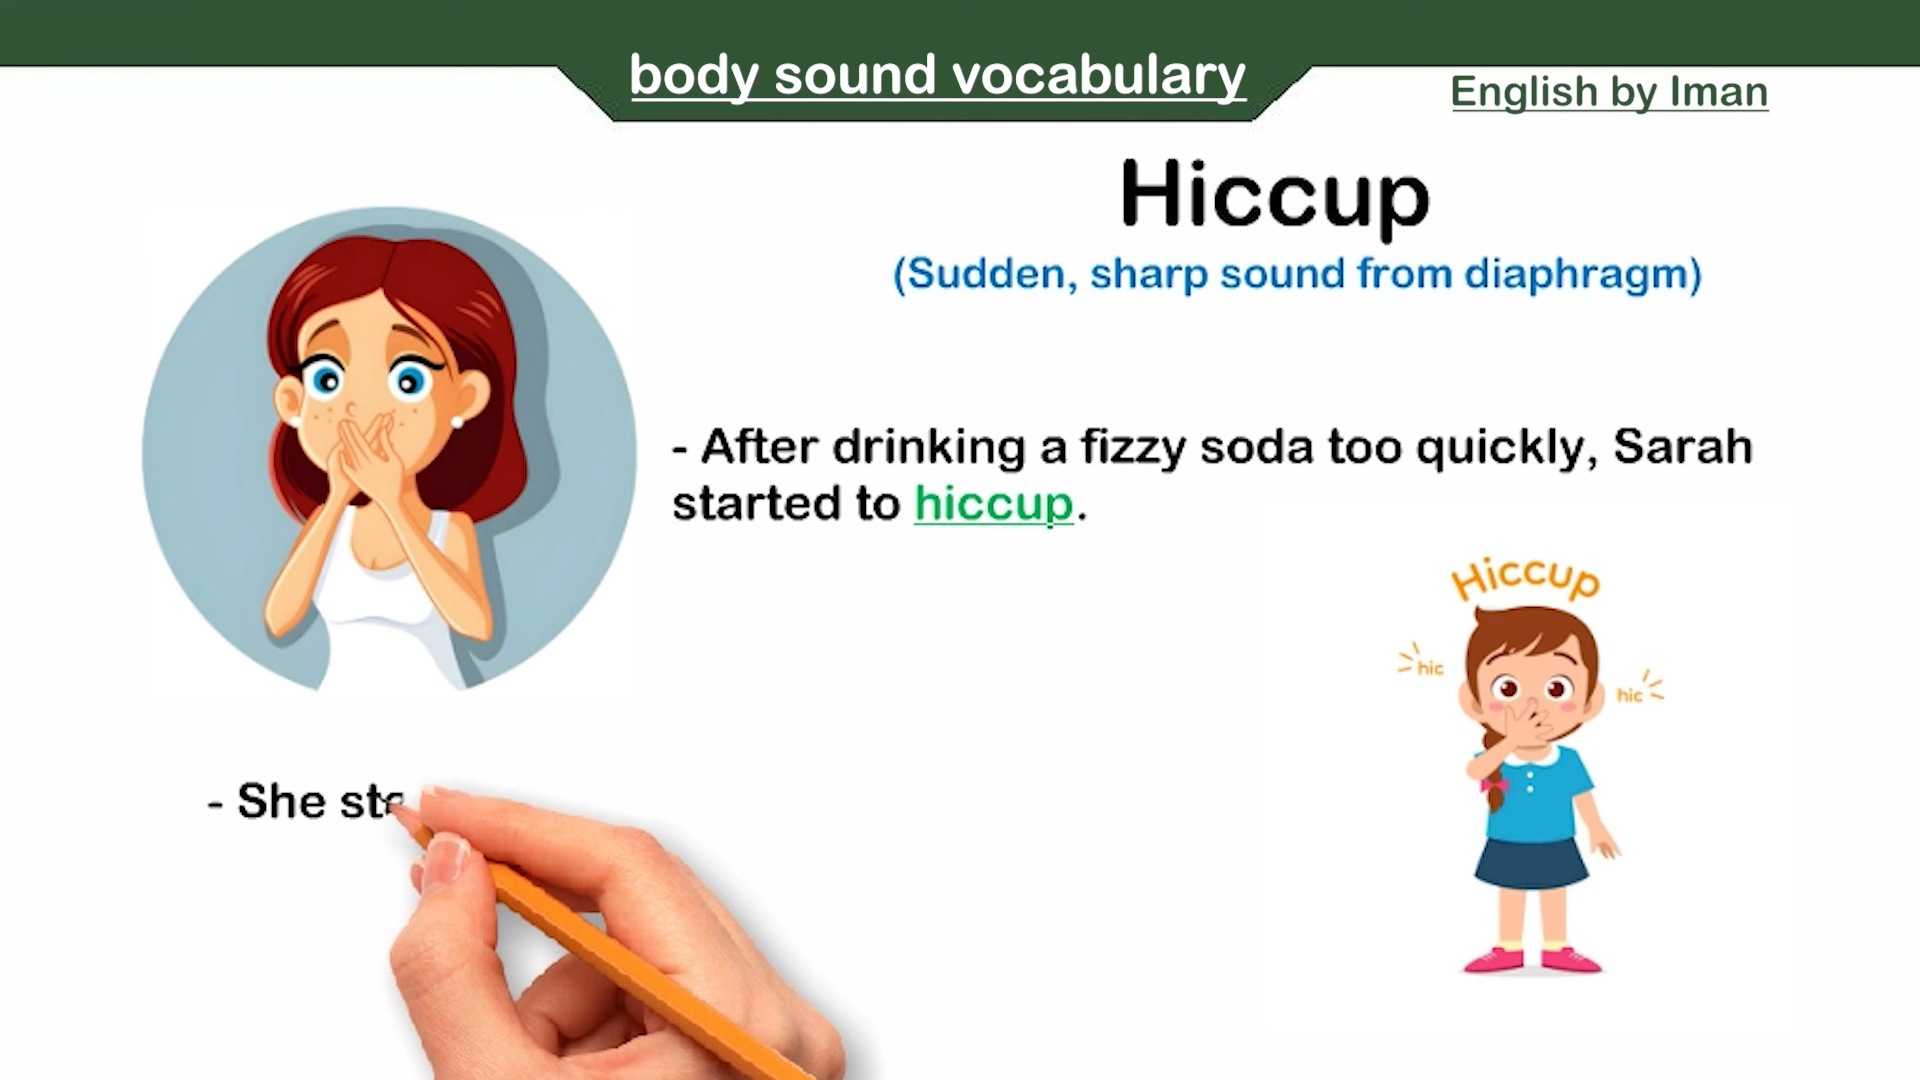 body sound vocabulary
English by Iman
Hiccup
(Sudden, sharp sound from diaphragm)
- After drinking a fizzy soda too quickly, Sarah
started to hiccup.
Hiccup
hic
hic
- She